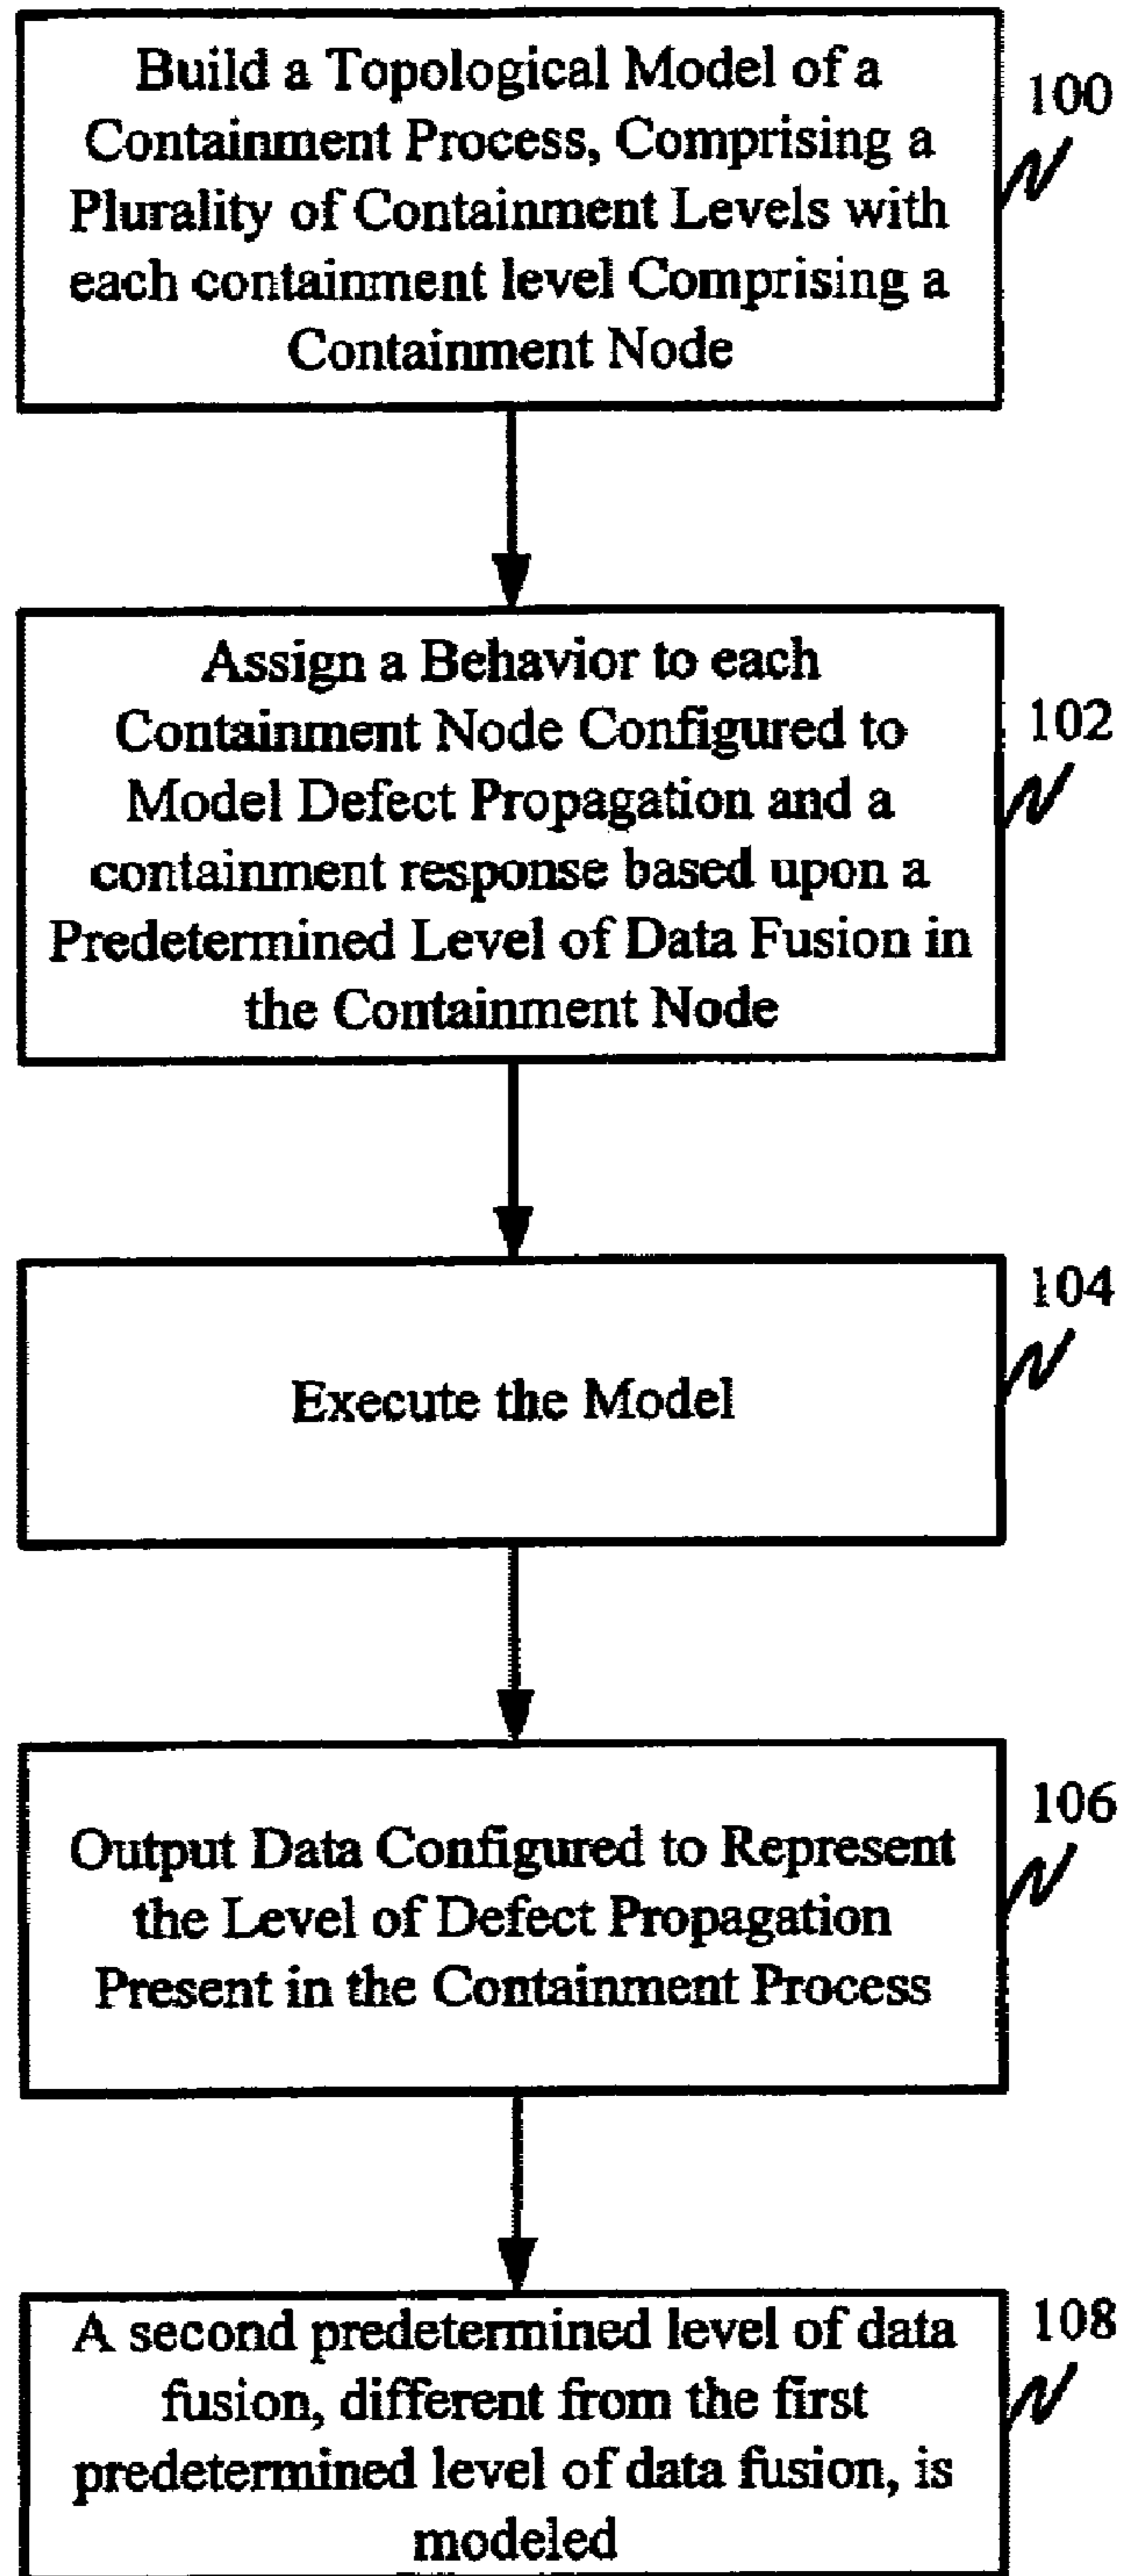 Build a Topological Model of a
Containment Process, Comprising a
Plurality of Containment Levels with
each containment level Comprising a
Containment Node
100
Assign a Behavior to each
Containment Node Configured to
Model Defect Propagation and a
containment response based upon a
Predetermined Level of Data Fusion in
the Containment Node
102
Execute the Model
104
Output Data Configured to Represent
the Level of Defect Propagation
Present in the Containment Process
106
A second predetermined level of data
fusion, different from the first
predetermined level of data fusion, is
modeled
108